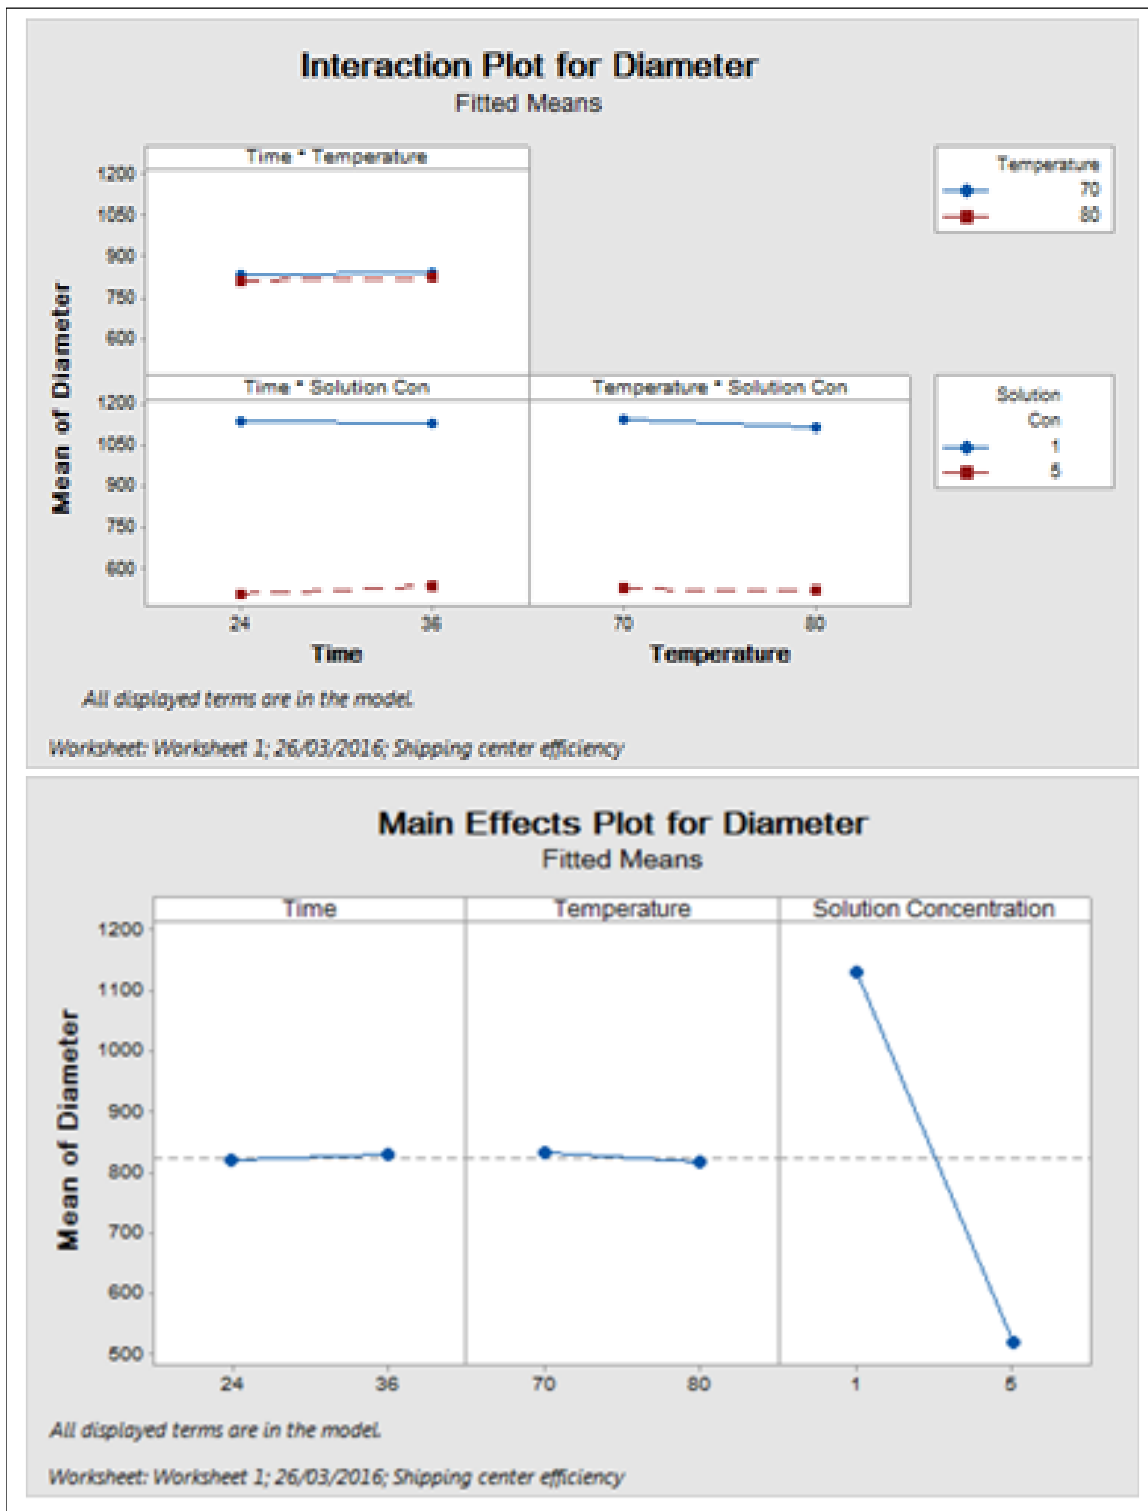 Interaction Plot for Diameter
Fitted Means
Time * Temperature
1200
1050
900
750
600
Temperature
70
80
Mean of Diameter
Time * Solution Con
Temperature * Solution Con
1200
1050
900
750
600
Solution
Con
1
5
24
36
70
80
Time
Temperature
All displayed terms are in the model.
Worksheet: Worksheet 1; 26/03/2016; Shipping center efficiency
Main Effects Plot for Diameter
Fitted Means
Time
Temperature
Solution Concentration
Mean of Diameter
1200
1100
1000
900
800
700
600
500
24
36
70
80
1
5
All displayed terms are in the model.
Worksheet: Worksheet 1; 26/03/2016; Shipping center efficiency